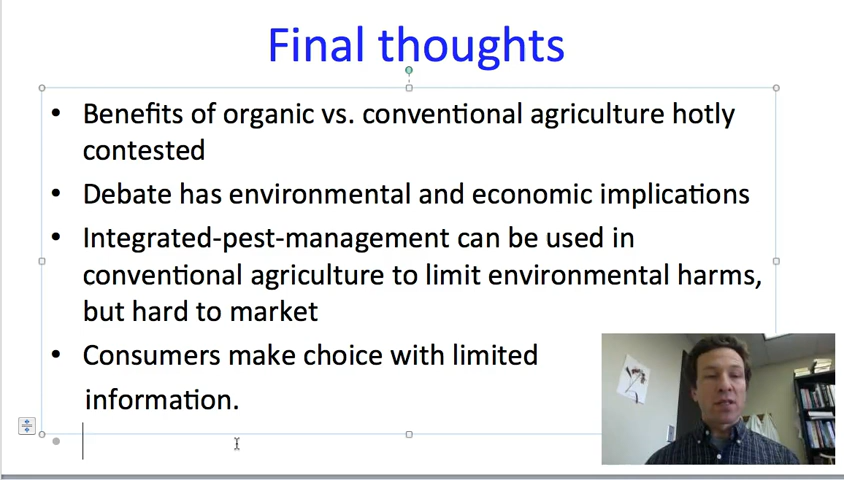 Final thoughts
• Benefits of organic vs. conventional agriculture hotly
contested
• Debate has environmental and economic implications
• Integrated-pest-management can be used in
conventional agriculture to limit environmental harms,
but hard to market
• Consumers make choice with limited
information.